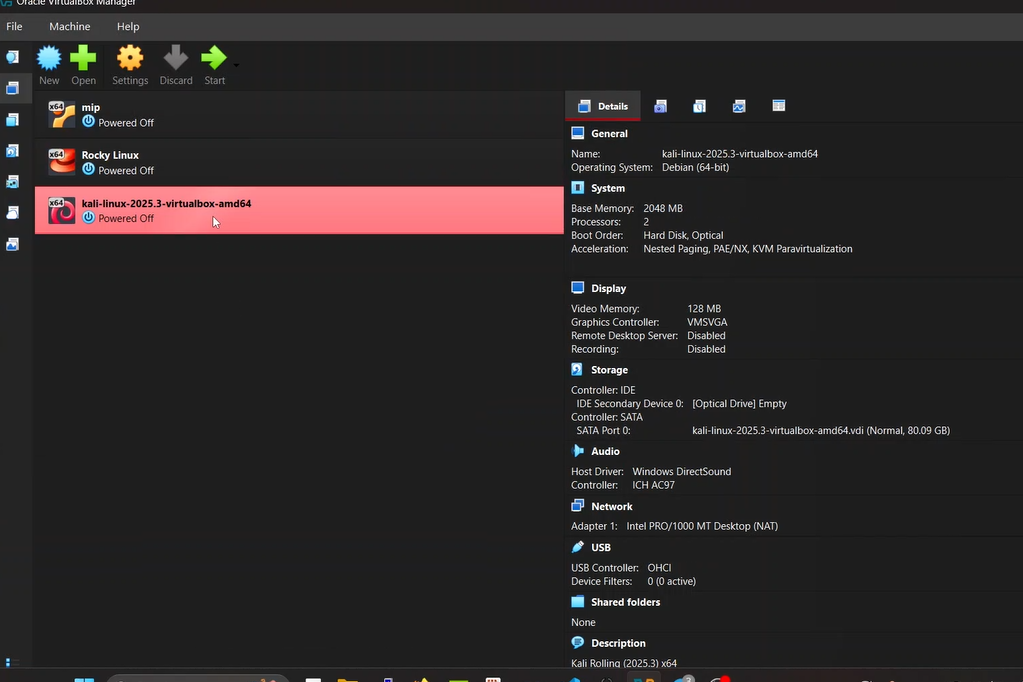 Oracle VirtualBox Manager
File Machine Help
New Open Settings Discard Start
x64 mip
Powered Off
x64 Rocky Linux
Powered Off
x64 kali-linux-2025.3-virtualbox-amd64
Powered Off
Details
General
Name: kali-linux-2025.3-virtualbox-amd64
Operating System: Debian (64-bit)
System
Base Memory: 2048 MB
Processors: 2
Boot Order: Hard Disk, Optical
Acceleration: Nested Paging, PAE/NX, KVM Paravirtualization
Display
Video Memory: 128 MB
Graphics Controller: VMSVGA
Remote Desktop Server: Disabled
Recording: Disabled
Storage
Controller: IDE
IDE Secondary Device 0: [Optical Drive] Empty
Controller: SATA
SATA Port 0: kali-linux-2025.3-virtualbox-amd64.vdi (Normal, 80.09 GB)
Audio
Host Driver: Windows DirectSound
Controller: ICH AC97
Network
Adapter 1: Intel PRO/1000 MT Desktop (NAT)
USB
USB Controller: OHCI
Device Filters: 0 (0 active)
Shared folders
None
Description
Kali Rolling (2025.3) x64